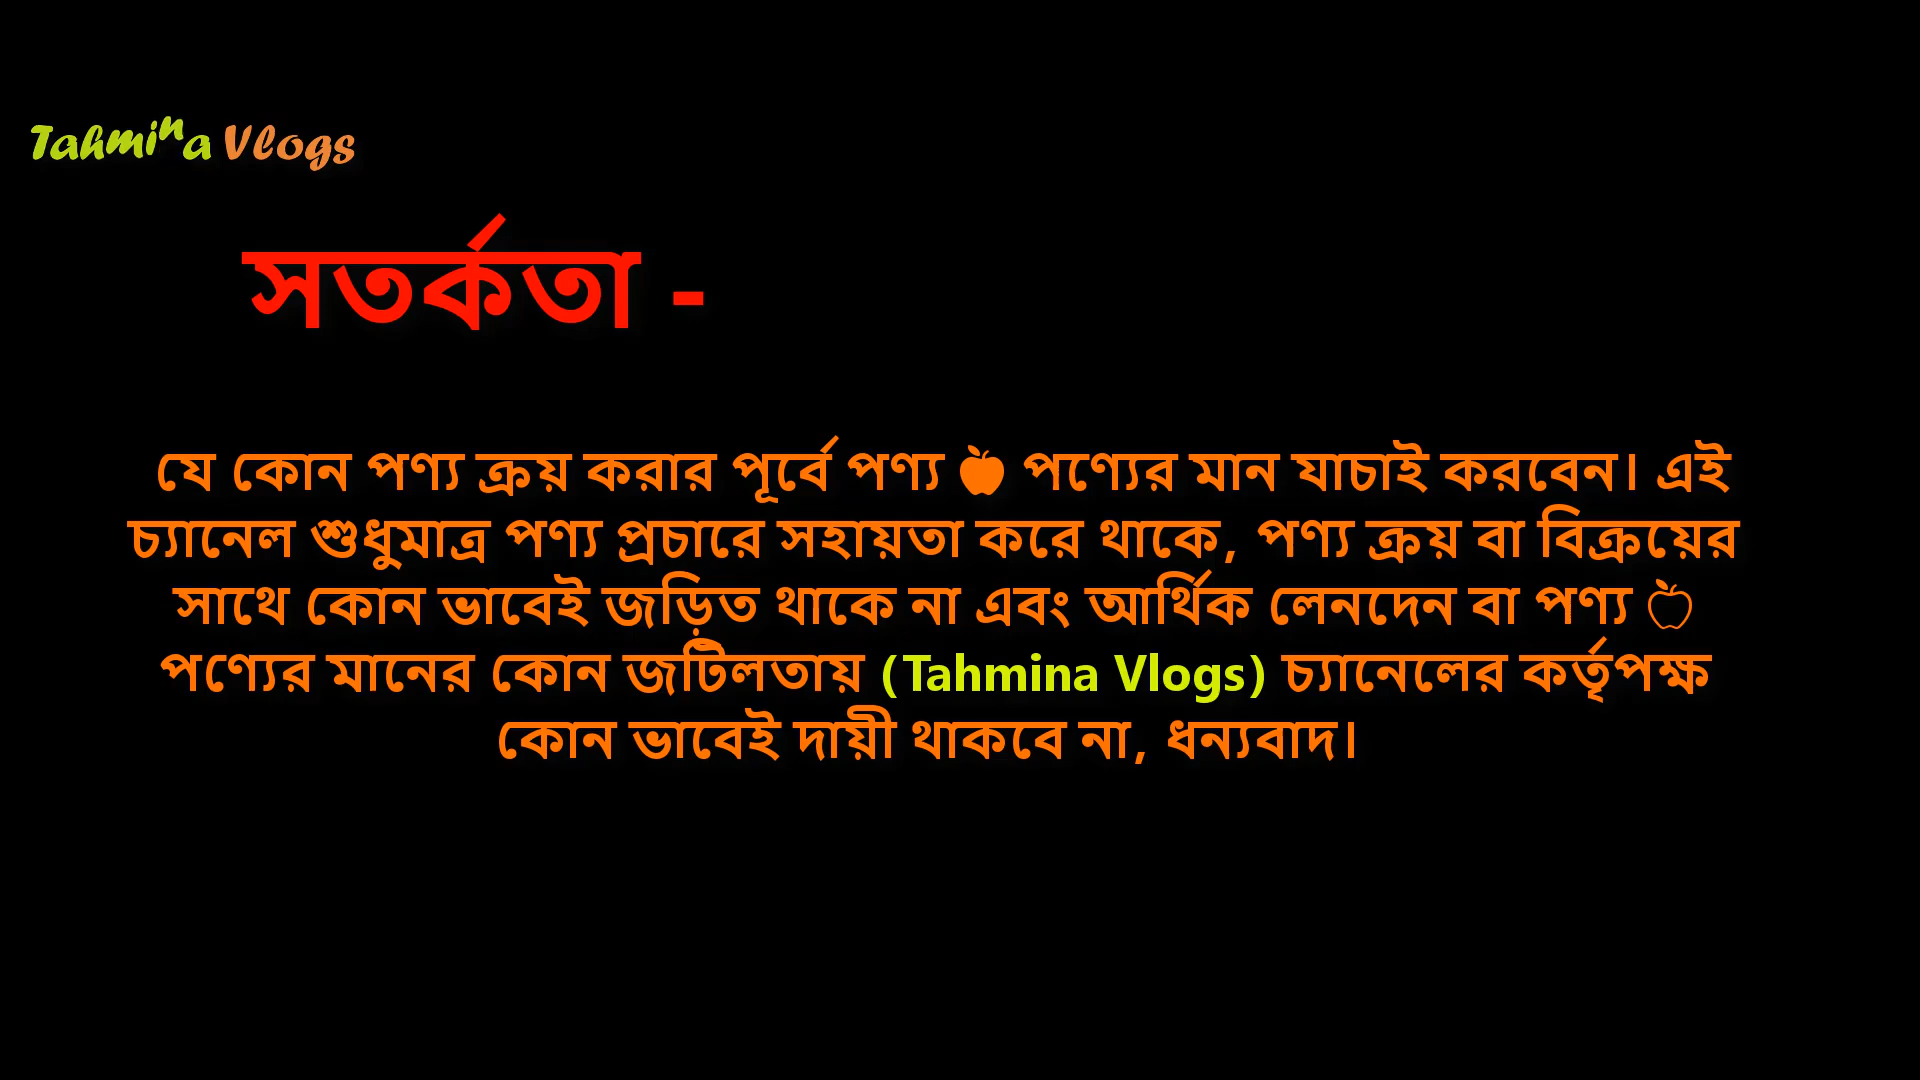 Tahmina Vlogs
সতর্কতা -
যে কোন পণ্য ক্রয় করার পূর্বে পণ্য 🍎 পণ্যের মান যাচাই করবেন। এই
চ্যানেল শুধুমাত্র পণ্য প্রচারে সহায়তা করে থাকে, পণ্য ক্রয় বা বিক্রয়ের
সাথে কোন ভাবেই জড়িত থাকে না এবং আর্থিক লেনদেন বা পণ্য 🍎
পণ্যের মানের কোন জটিলতায় (Tahmina Vlogs) চ্যানেলের কর্তৃপক্ষ
কোন ভাবেই দায়ী থাকবে না, ধন্যবাদ।